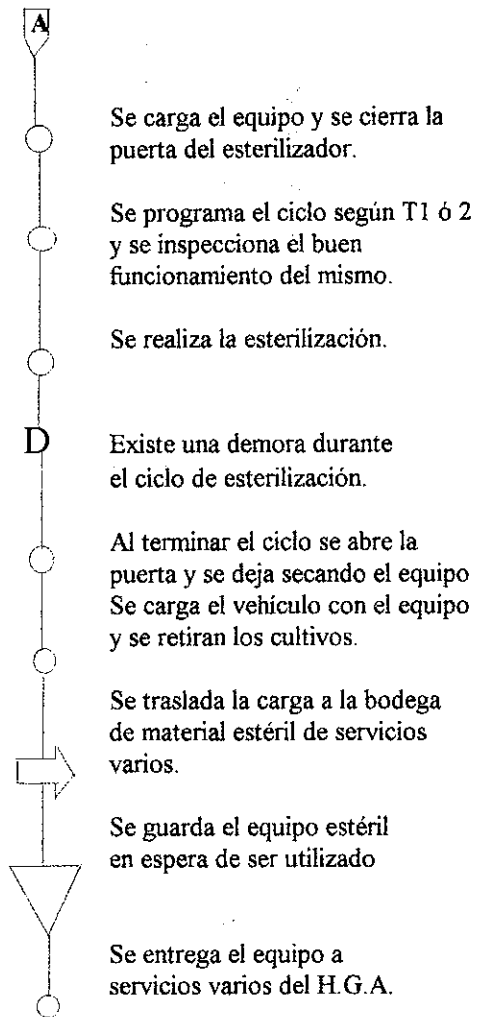 A
Se carga el equipo y se cierra la
puerta del esterilizador.
Se programa el ciclo según T1 ó 2
y se inspecciona el buen
funcionamiento del mismo.
Se realiza la esterilización.
D
Existe una demora durante
el ciclo de esterilización.
Al terminar el ciclo se abre la
puerta y se deja secando el equipo
Se carga el vehículo con el equipo
y se retiran los cultivos.
Se traslada la carga a la bodega
de material estéril de servicios
varios.
Se guarda el equipo estéril
en espera de ser utilizado
Se entrega el equipo a
servicios varios del H.G.A.